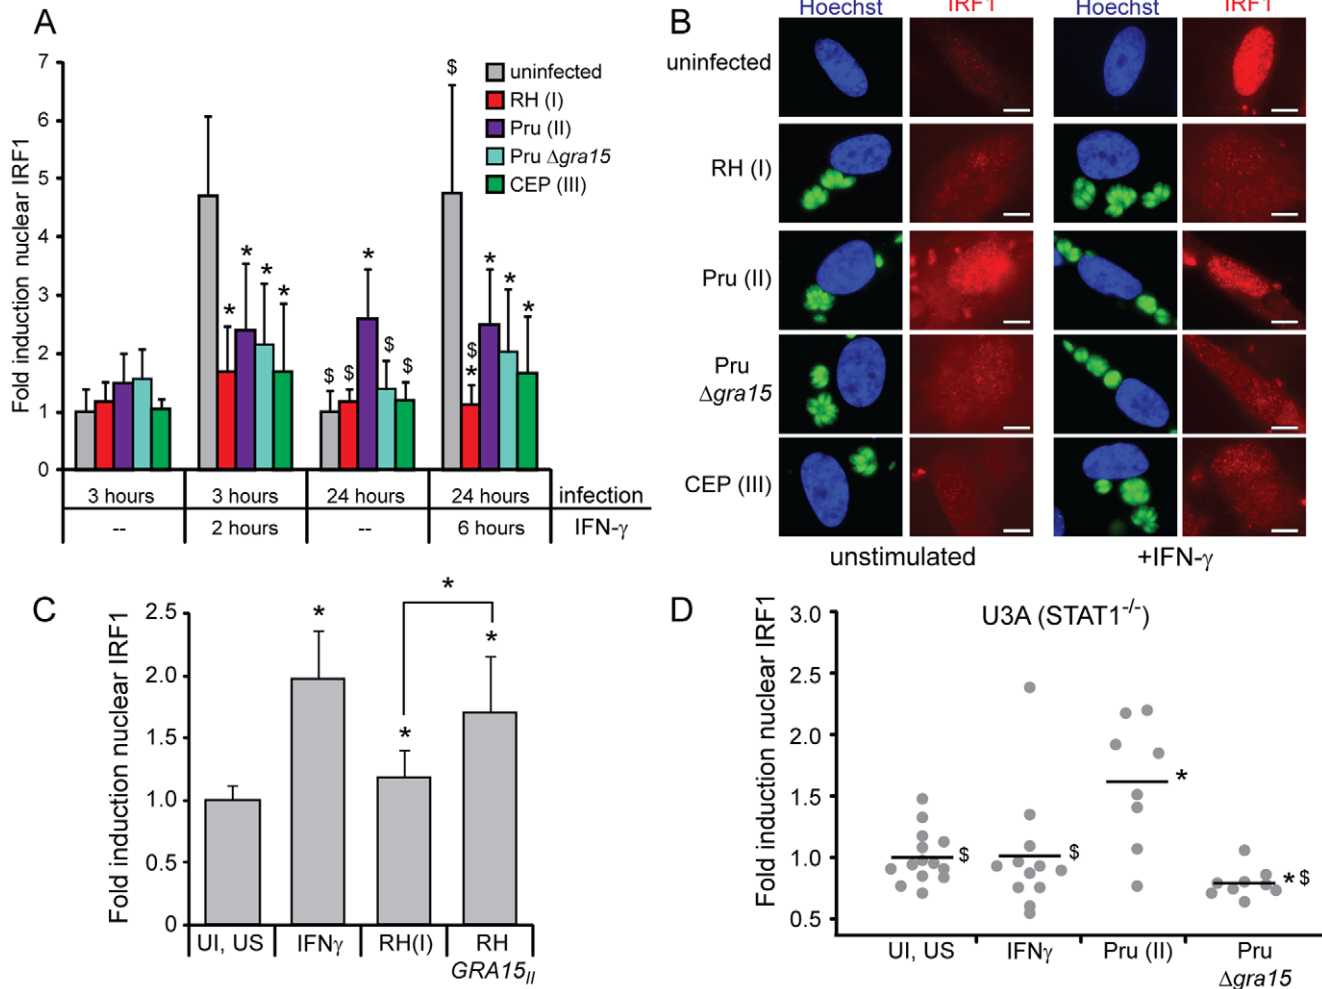 A
Fold induction nuclear IRF1
7
6
5
4
3
2
1
0
uninfected
RH (I)
Pru (II)
Pru Δgra15
CEP (III)
$
* * * *
$ $ * $ $
$ * * * *
3 hours 3 hours 24 hours 24 hours infection
-- 2 hours -- 6 hours IFN-γ
B
Hoechst IRF1 Hoechst IRF1
uninfected
RH (I)
Pru (II)
Pru
Δgra15
CEP (III)
unstimulated +IFN-γ
C
Fold induction nuclear IRF1
2.5
2.0
1.5
1.0
0.5
0
*
* * *
UI, US IFNγ RH(I) RH
GRA15II
D
U3A (STAT1-/-)
Fold induction nuclear IRF1
3.0
2.5
2.0
1.5
1.0
0.5
$ $ * * $
UI, US IFNγ Pru (II) Pru
Δgra15